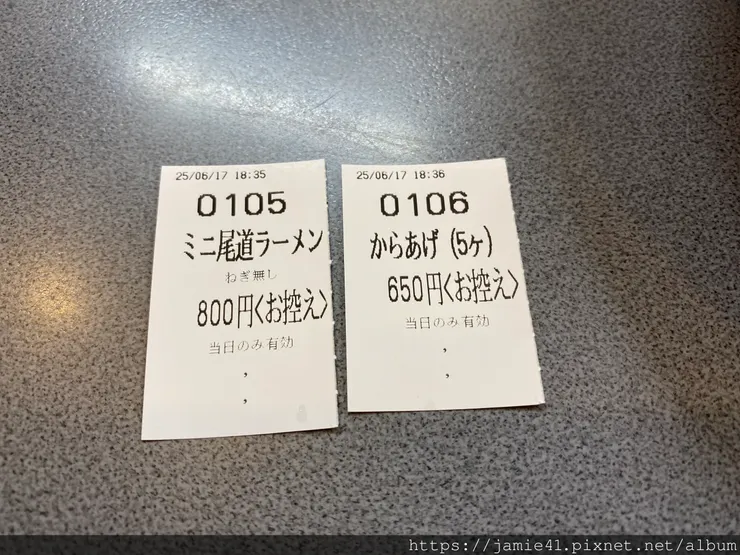 25/06/17 18:35
0105
ミニ尾道ラーメン
ねぎ無し
800円<お控え>
当日のみ有効
,
,
25/06/17 18:36
0106
からあげ (5ヶ)
650円<お控え>
当日のみ有効
,
,
https://jamie41.pixnet.net/album